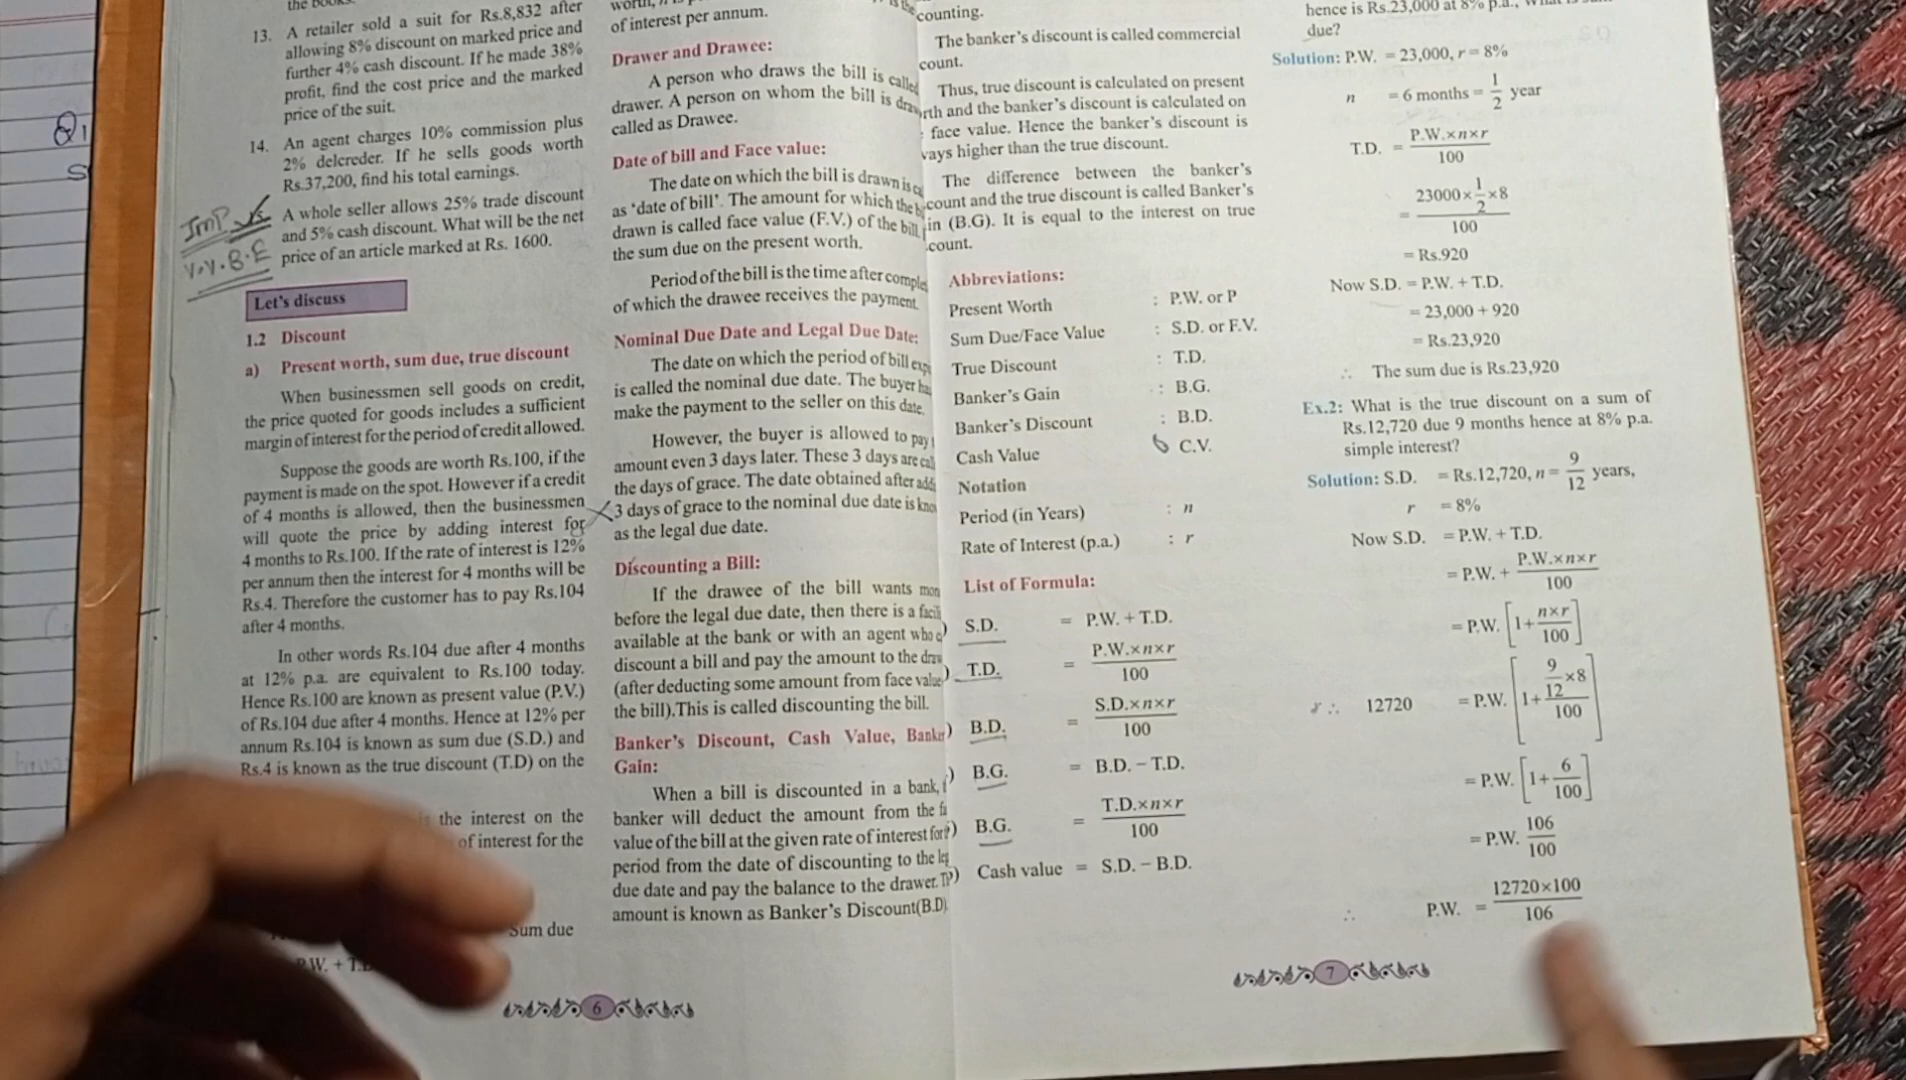 13. A retailer sold a suit for Rs.8,832 after
allowing 8% discount on marked price and
further 4% cash discount. If he made 38%
profit, find the cost price and the marked
price of the suit.
14. An agent charges 10% commission plus
2% delcreder. If he sells goods worth
Rs.37,200, find his total earnings.
A whole seller allows 25% trade discount
and 5% cash discount. What will be the net
price of an article marked at Rs. 1600.
IMP
V.V.B.E
Q1
Let's discuss
1.2 Discount
a) Present worth, sum due, true discount
When businessmen sell goods on credit,
the price quoted for goods includes a sufficient
margin of interest for the period of credit allowed.
Suppose the goods are worth Rs.100, if the
payment is made on the spot. However if a credit
of 4 months is allowed, then the businessmen
will quote the price by adding interest for
4 months to Rs.100. If the rate of interest is 12%
per annum then the interest for 4 months will be
Rs.4. Therefore the customer has to pay Rs.104
after 4 months.
In other words Rs.104 due after 4 months
at 12% p.a. are equivalent to Rs.100 today.
Hence Rs.100 are known as present value (P.V.)
of Rs.104 due after 4 months. Hence at 12% per
annum Rs.104 is known as sum due (S.D.) and
Rs.4 is known as the true discount (T.D) on the
the interest on the
of interest for the
Sum due
P.W. + T.D
6
of interest per annum.
Drawer and Drawee:
A person who draws the bill is called
drawer. A person on whom the bill is
called as Drawee.
Date of bill and Face value:
The date on which the bill is drawn is
as 'date of bill'. The amount for which the
drawn is called face value (F.V.) of the bill
the sum due on the present worth.
Period of the bill is the time after
of which the drawee receives the payment.
Nominal Due Date and Legal Due Date:
The date on which the period of bill
is called the nominal due date. The buyer
make the payment to the seller on this date.
However, the buyer is allowed to pay
amount even 3 days later. These 3 days are
the days of grace. The date obtained after
3 days of grace to the nominal due date is
as the legal due date.
Discounting a Bill:
If the drawee of the bill wants
before the legal due date, then there is a
available at the bank or with an agent who
discount a bill and pay the amount to the
(after deducting some amount from face value
the bill).This is called discounting the bill.
Banker's Discount, Cash Value,
Gain:
When a bill is discounted in a bank,
banker will deduct the amount from the
value of the bill at the given rate of interest for
period from the date of discounting to the
due date and pay the balance to the drawer.
amount is known as Banker's Discount(B.D)
counting.
The banker's discount is called commercial
count.
Thus, true discount is calculated on present
rth and the banker's discount is calculated on
face value. Hence the banker's discount is
ways higher than the true discount.
The difference between the banker's
count and the true discount is called Banker's
in (B.G). It is equal to the interest on true
count.
Abbreviations:
Present Worth : P.W. or P
Sum Due/Face Value : S.D. or F.V.
True Discount : T.D.
Banker's Gain : B.G.
Banker's Discount : B.D.
Cash Value C.V.
Notation
Period (in Years) : n
Rate of Interest (p.a.) : r
List of Formula:
S.D. = P.W. + T.D.
T.D. = P.W.×n×r / 100
B.D. = S.D.×n×r / 100
B.G. = B.D. − T.D.
B.G. = T.D.×n×r / 100
Cash value = S.D. − B.D.
hence is Rs.23,000 at 8% p.a.,
due?
Solution: P.W. = 23,000, r = 8%
n = 6 months = 1/2 year
T.D. = P.W.×n×r / 100
= 23000×1/2×8 / 100
= Rs.920
Now S.D. = P.W. + T.D.
= 23,000 + 920
= Rs.23,920
∴ The sum due is Rs.23,920
Ex.2: What is the true discount on a sum of
Rs.12,720 due 9 months hence at 8% p.a.
simple interest?
Solution: S.D. = Rs.12,720, n = 9/12 years,
r = 8%
Now S.D. = P.W. + T.D.
= P.W. + P.W.×n×r / 100
= P.W. [1+ n×r / 100]
∴ 12720 = P.W. [1+ 9/12×8 / 100]
= P.W. [1+ 6/100]
= P.W. 106/100
∴ P.W. = 12720×100 / 106
7